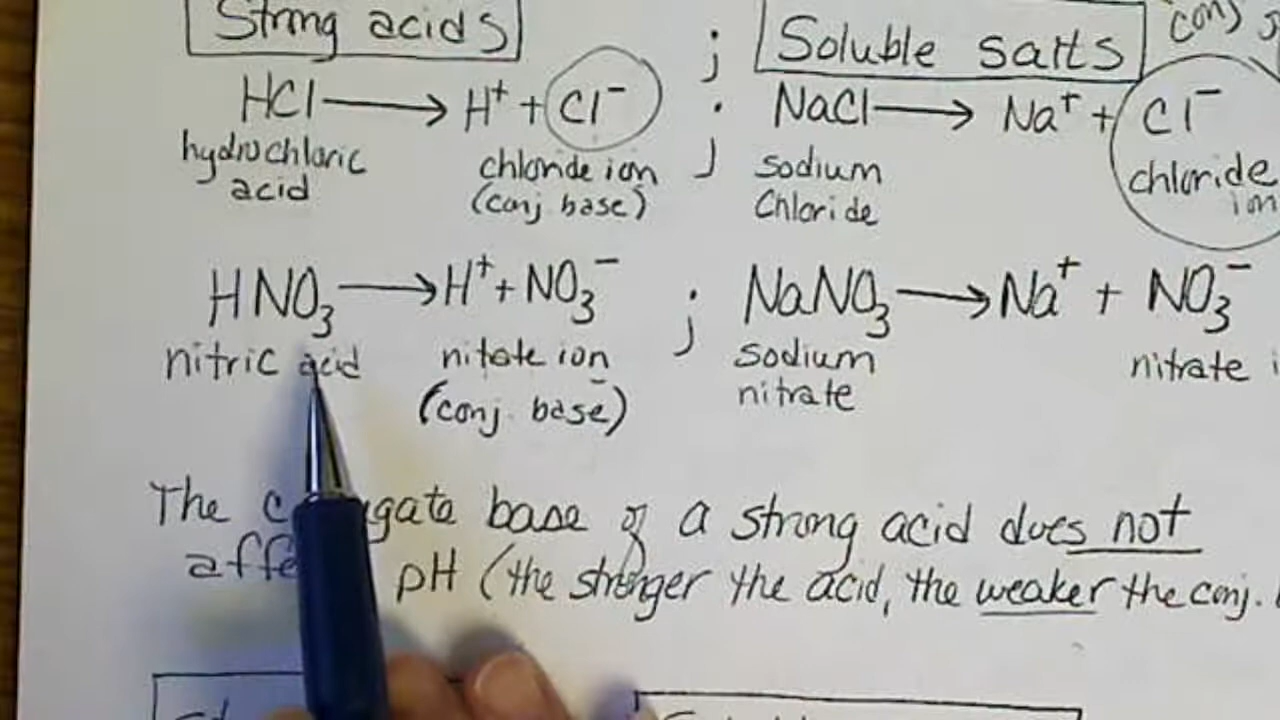 Strong acids ; Soluble salts conj
HCl → H⁺ + Cl⁻ ; NaCl → Na⁺ + Cl⁻
hydrochloric acid chloride ion (conj. base) ; Sodium Chloride chloride ion
HNO₃ → H⁺ + NO₃⁻ ; NaNO₃ → Na⁺ + NO₃⁻
nitric acid nitrate ion (conj. base) sodium nitrate nitrate
The base of a strong acid does not
pH (the stronger the acid, the weaker the conj.